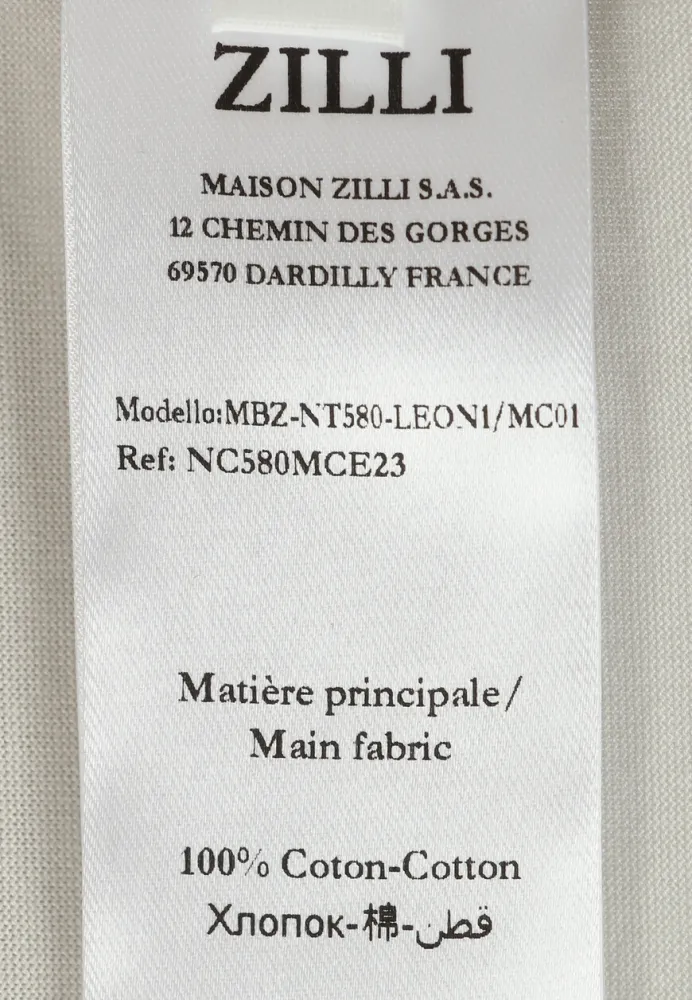 ZILLI
MAISON ZILLI S.A.S.
12 CHEMIN DES GORGES
69570 DARDILLY FRANCE
Modello:MBZ-NT580-LEON1/MC01
Ref: NC580MCE23
Matière principale/
Main fabric
100% Coton-Cotton
Хлопок-棉-قطن